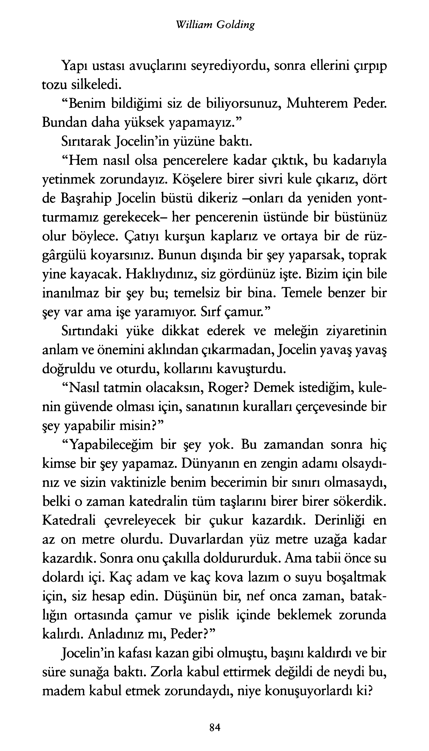 William Golding
Yapı ustası avuçlarını seyrediyordu, sonra ellerini çırpıp
tozu silkeledi.
“Benim bildiğimi siz de biliyorsunuz, Muhterem Peder.
Bundan daha yüksek yapamayız.”
Sırıtarak Jocelin’in yüzüne baktı.
“Hem nasıl olsa pencerelere kadar çıktık, bu kadarıyla
yetinmek zorundayız. Köşelere birer sivri kule çıkarız, dört
de Başrahip Jocelin büstü dikeriz –onları da yeniden yont-
turmamız gerekecek– her pencerenin üstünde bir büstünüz
olur böylece. Çatıyı kurşun kaplarız ve ortaya bir de rüz-
gârgülü koyarsınız. Bunun dışında bir şey yaparsak, toprak
yine kayacak. Haklıydınız, siz gördünüz işte. Bizim için bile
inanılmaz bir şey bu; temelsiz bir bina. Temele benzer bir
şey var ama işe yaramıyor. Sırf çamur.”
Sırtındaki yüke dikkat ederek ve meleğin ziyaretinin
anlam ve önemini aklından çıkarmadan, Jocelin yavaş yavaş
doğruldu ve oturdu, kollarını kavuşturdu.
“Nasıl tatmin olacaksın, Roger? Demek istediğim, kule-
nin güvende olması için, sanatının kuralları çerçevesinde bir
şey yapabilir misin?”
“Yapabileceğim bir şey yok. Bu zamandan sonra hiç
kimse bir şey yapamaz. Dünyanın en zengin adamı olsaydı-
nız ve sizin vaktinizle benim becerimin bir sınırı olmasaydı,
belki o zaman katedralin tüm taşlarını birer birer sökerdik.
Katedrali çevreleyecek bir çukur kazardık. Derinliği en
az on metre olurdu. Duvarlardan yüz metre uzağa kadar
kazardık. Sonra onu çakılla doldururduk. Ama tabii önce su
dolardı içi. Kaç adam ve kaç kova lazım o suyu boşaltmak
için, siz hesap edin. Düşünün bir, nef onca zaman, batak-
lığın ortasında çamur ve pislik içinde beklemek zorunda
kalırdı. Anladınız mı, Peder?”
Jocelin’in kafası kazan gibi olmuştu, başını kaldırdı ve bir
süre sunağa baktı. Zorla kabul ettirmek değildi de neydi bu,
madem kabul etmek zorundaydı, niye konuşuyorlardı ki?
84